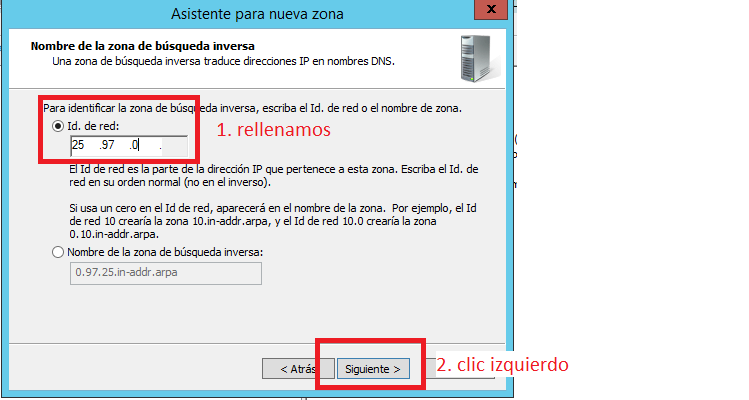 Asistente para nueva zona
x
Nombre de la zona de búsqueda inversa
Una zona de búsqueda inversa traduce direcciones IP en nombres DNS.
Para identificar la zona de búsqueda inversa, escriba el Id. de red o el nombre de zona.
Id. de red:
1. rellenamos
25 .97 .0 .
El Id de red es la parte de la dirección IP que pertenece a esta zona. Escriba el Id. de
red en su orden normal (no en el inverso).
Si usa un cero en el Id de red, aparecerá en el nombre de la zona. Por ejemplo, el Id
de red 10 crearía la zona 10.in-addr.arpa, y el Id de red 10.0 crearía la zona
0.10.in-addr.arpa.
Nombre de la zona de búsqueda inversa:
0.97.25.in-addr.arpa
< Atrás
Siguiente >
2. clic izquierdo